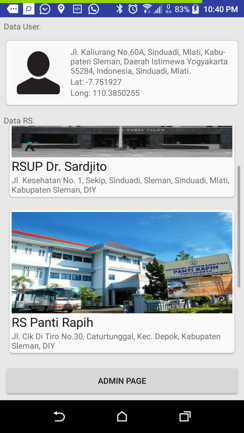 83% 10:40 PM
Data User.
Jl. Kaliurang No.60A, Sinduadi, Mlati, Kabu-
paten Sleman, Daerah Istimewa Yogyakarta
55284, Indonesia, Sinduadi, Mlati.
Lat: -7.751927
Long: 110.3850255
Data RS.
RSUP Dr. Sardjito
Jl. Kesehatan No. 1, Sekip, Sinduadi, Sleman, Sinduadi, Mlati,
Kabupaten Sleman, DIY
PANTI RAPIH
RS Panti Rapih
Jl. Cik Di Tiro No.30, Caturtunggal, Kec. Depok, Kabupaten
Sleman, DIY
ADMIN PAGE